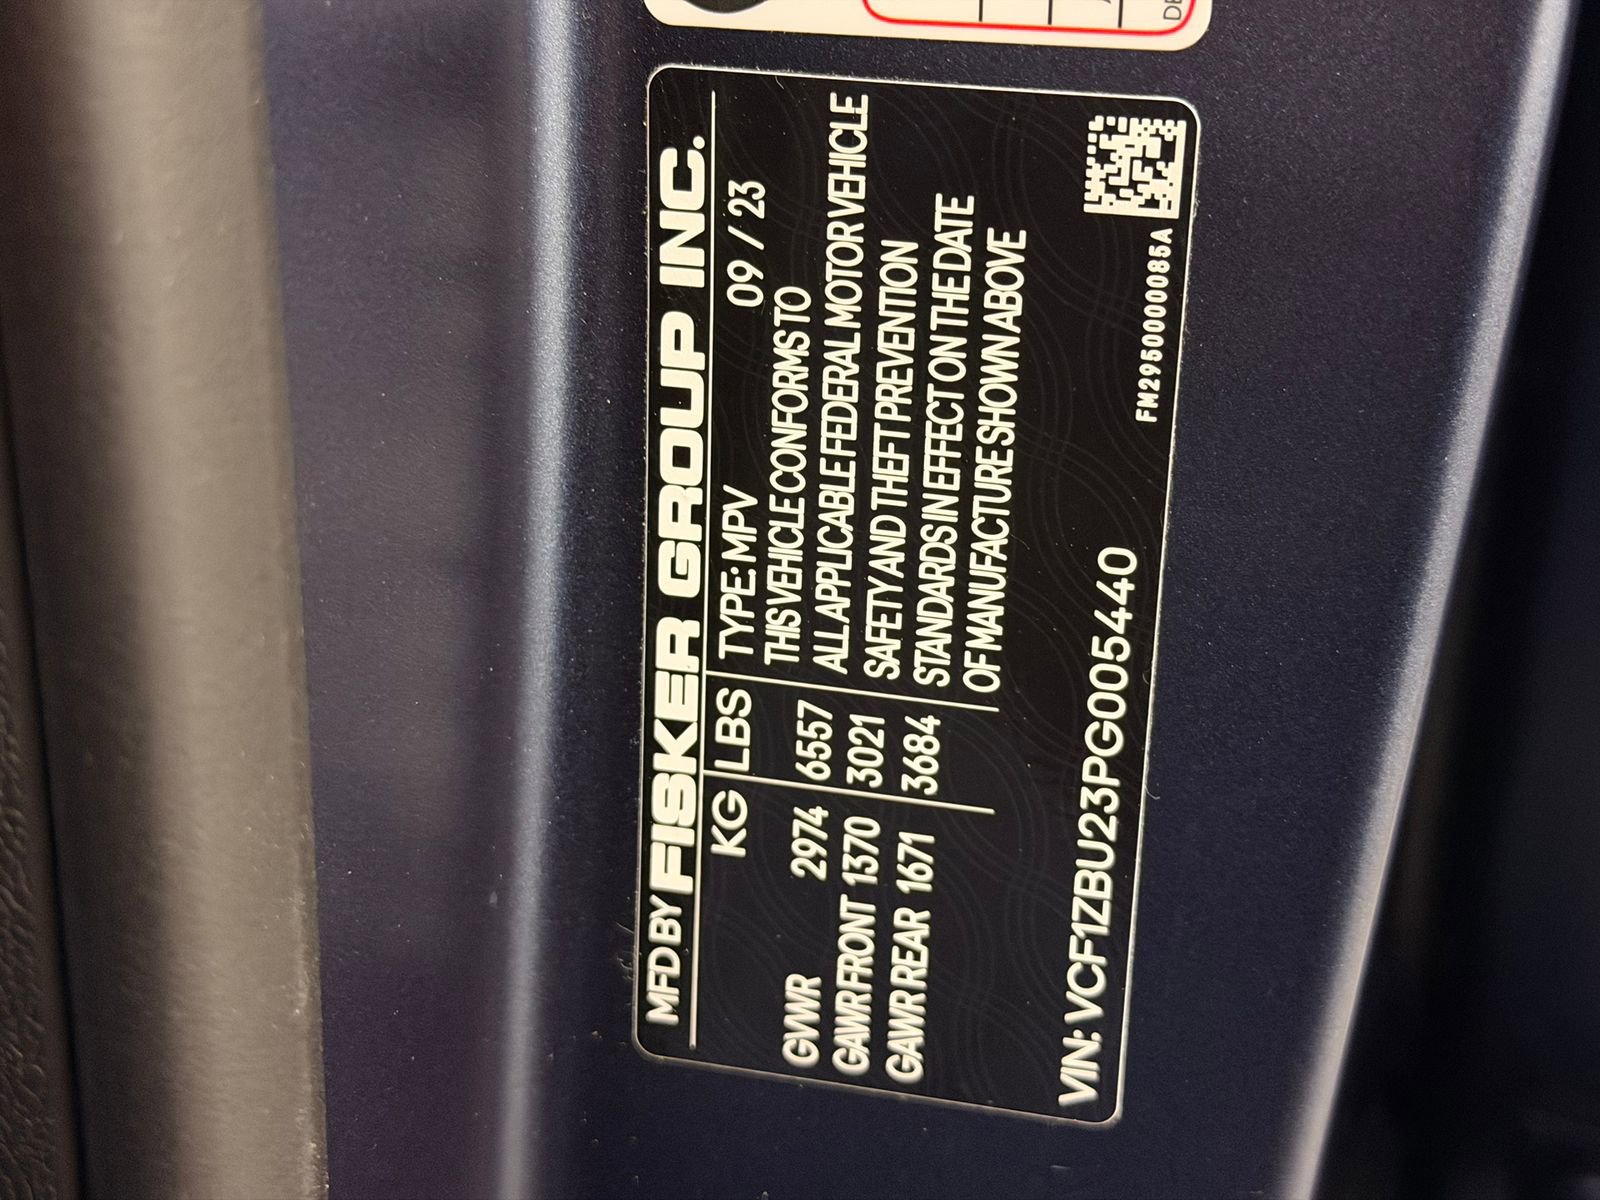 MFD BY FISKER GROUP INC.
KG LBS TYPE: MPV 09 / 23
GVWR 2974 6557
GAWR FRONT 1370 3021
GAWR REAR 1671 3684
THIS VEHICLE CONFORMS TO
ALL APPLICABLE FEDERAL MOTOR VEHICLE
SAFETY AND THEFT PREVENTION
STANDARDS IN EFFECT ON THE DATE
OF MANUFACTURE SHOWN ABOVE
FM295000085A
VIN: VCF1ZBU23PG005440